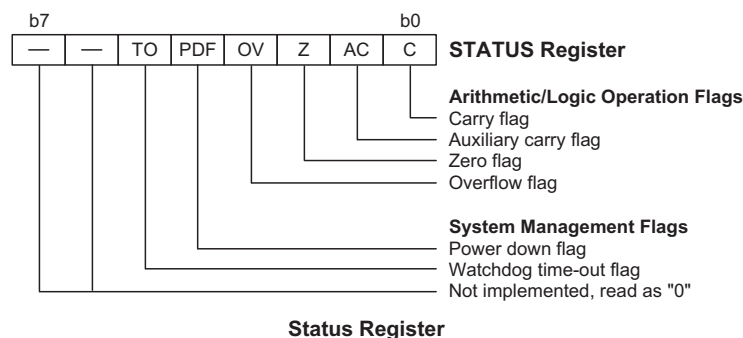 b7 b0
— — TO PDF OV Z AC C STATUS Register
Arithmetic/Logic Operation Flags
Carry flag
Auxiliary carry flag
Zero flag
Overflow flag
System Management Flags
Power down flag
Watchdog time-out flag
Not implemented, read as "0"
Status Register